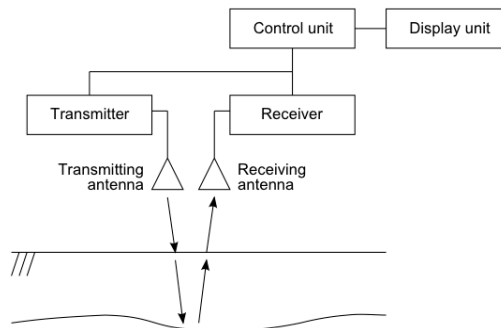 Control unit
Display unit
Transmitter
Receiver
Transmitting
antenna
Receiving
antenna